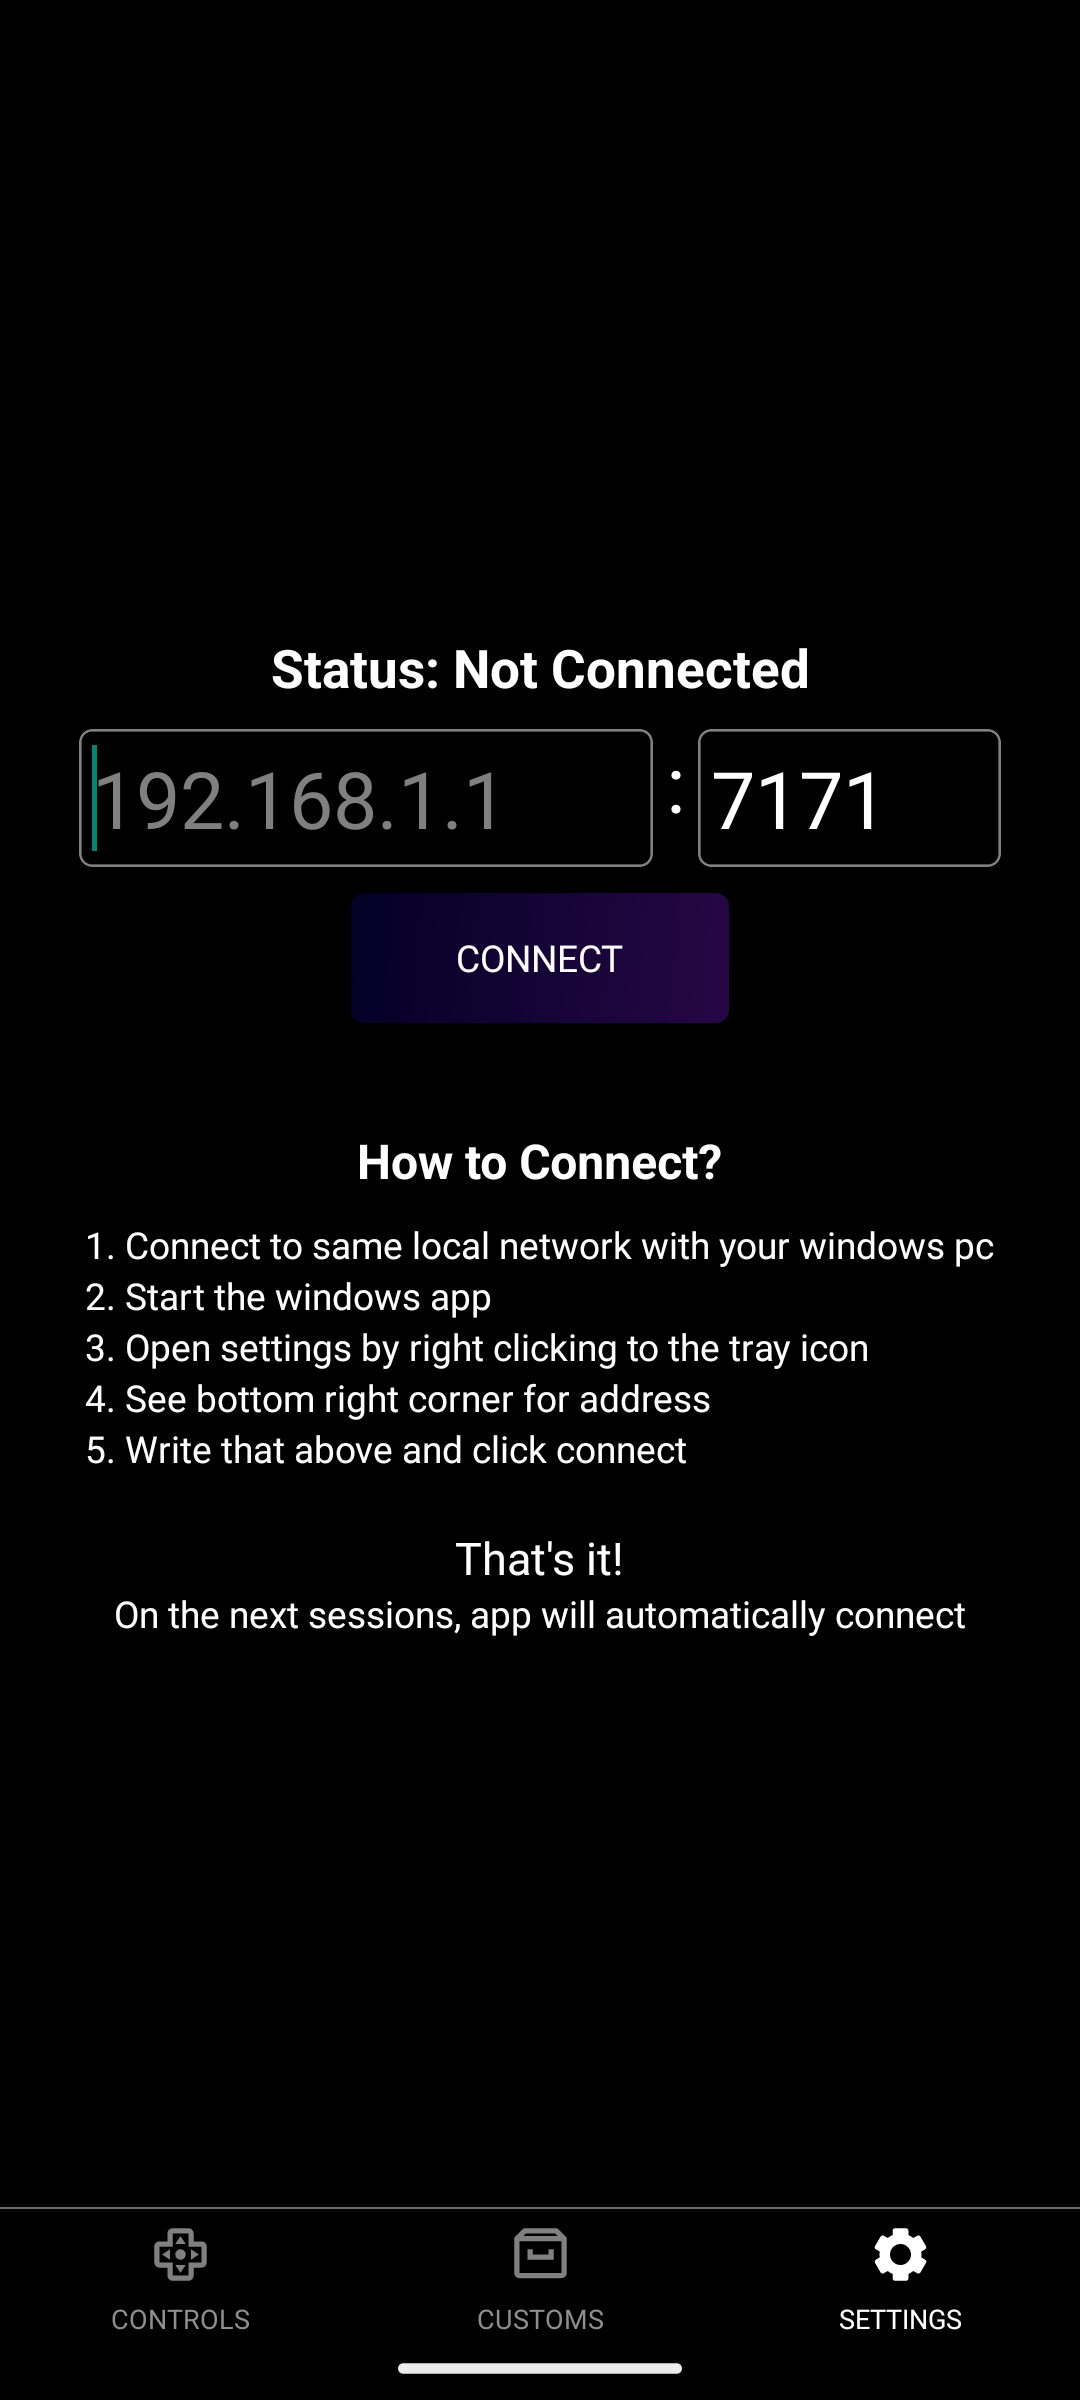 Status: Not Connected
192.168.1.1 : 7171
CONNECT
How to Connect?
1. Connect to same local network with your windows pc
2. Start the windows app
3. Open settings by right clicking to the tray icon
4. See bottom right corner for address
5. Write that above and click connect
That's it!
On the next sessions, app will automatically connect
CONTROLS CUSTOMS SETTINGS